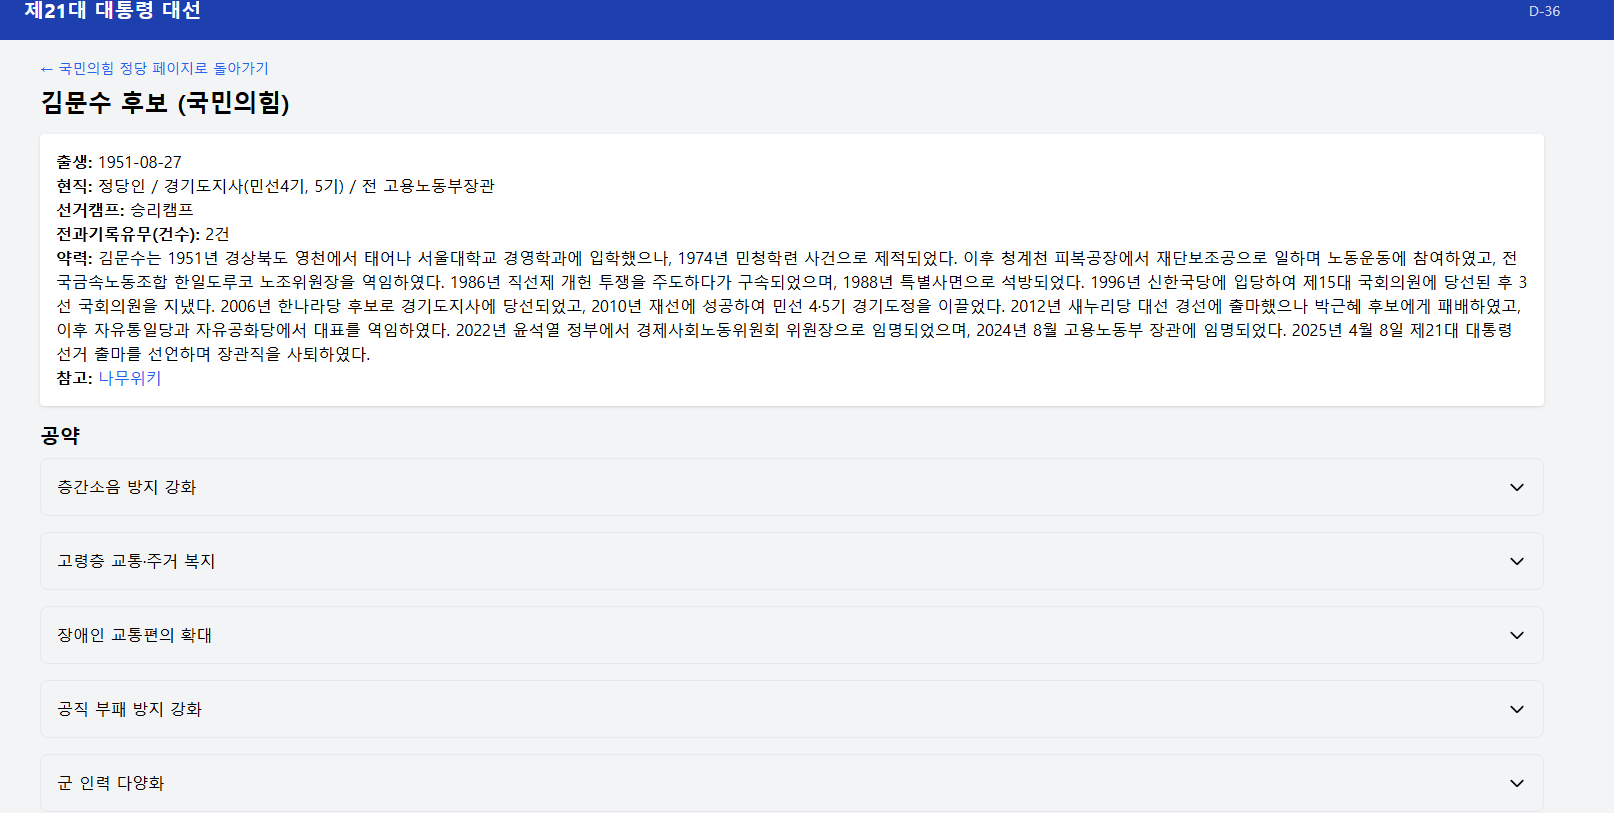 제21대 대통령 대선
D-36
← 국민의힘 정당 페이지로 돌아가기
김문수 후보 (국민의힘)
출생: 1951-08-27
현직: 정당인 / 경기도지사(민선4기, 5기) / 전 고용노동부장관
선거캠프: 승리캠프
전과기록유무(건수): 2건
약력: 김문수는 1951년 경상북도 영천에서 태어나 서울대학교 경영학과에 입학했으나, 1974년 민청학련 사건으로 제적되었다. 이후 청계천 피복공장에서 재단보조공으로 일하며 노동운동에 참여하였고, 전
국금속노동조합 한일도루코 노조위원장을 역임하였다. 1986년 직선제 개헌 투쟁을 주도하다가 구속되었으며, 1988년 특별사면으로 석방되었다. 1996년 신한국당에 입당하여 제15대 국회의원에 당선된 후 3
선 국회의원을 지냈다. 2006년 한나라당 후보로 경기도지사에 당선되었고, 2010년 재선에 성공하여 민선 4·5기 경기도정을 이끌었다. 2012년 새누리당 대선 경선에 출마했으나 박근혜 후보에게 패배하였고,
이후 자유통일당과 자유공화당에서 대표를 역임하였다. 2022년 윤석열 정부에서 경제사회노동위원회 위원장으로 임명되었으며, 2024년 8월 고용노동부 장관에 임명되었다. 2025년 4월 8일 제21대 대통령
선거 출마를 선언하며 장관직을 사퇴하였다.
참고: 나무위키
공약
층간소음 방지 강화
고령층 교통·주거 복지
장애인 교통편의 확대
공직 부패 방지 강화
군 인력 다양화